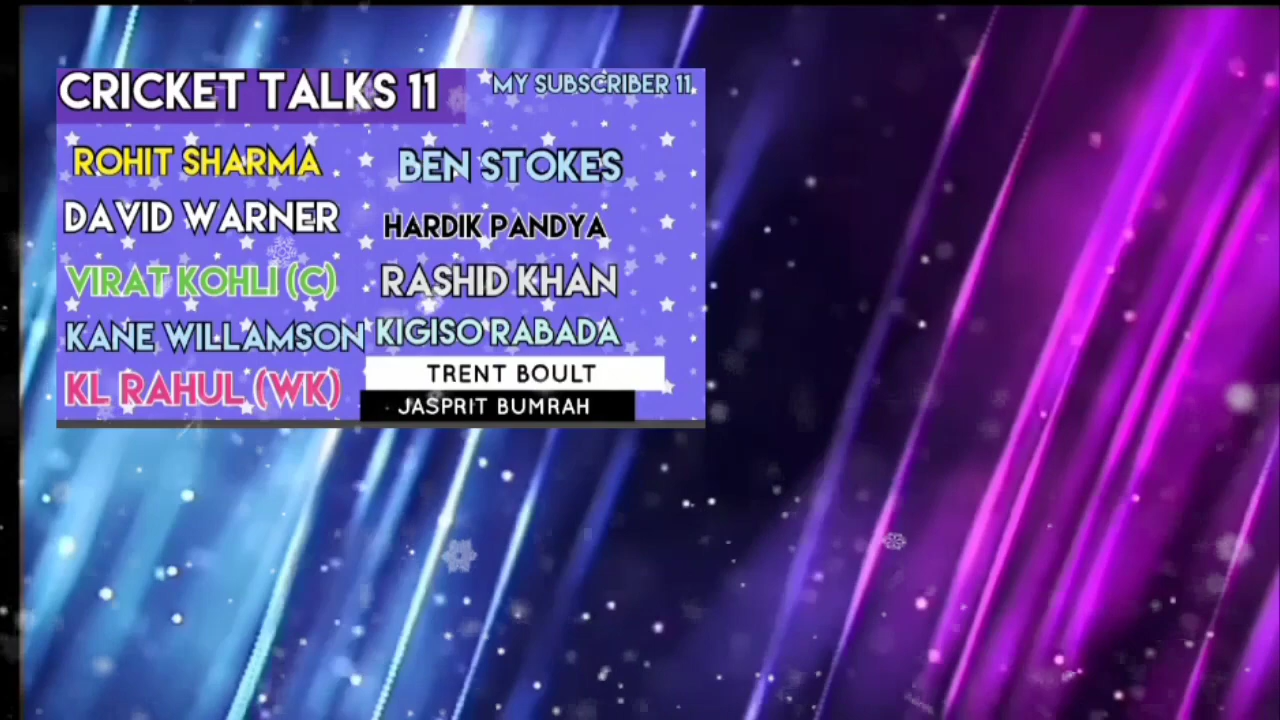 CRICKET TALKS 11
MY SUBSCRIBER 11
ROHIT SHARMA
DAVID WARNER
VIRAT KOHLI (C)
KANE WILLAMSON
KL RAHUL (WK)
BEN STOKES
HARDIK PANDYA
RASHID KHAN
KIGISO RABADA
TRENT BOULT
JASPRIT BUMRAH